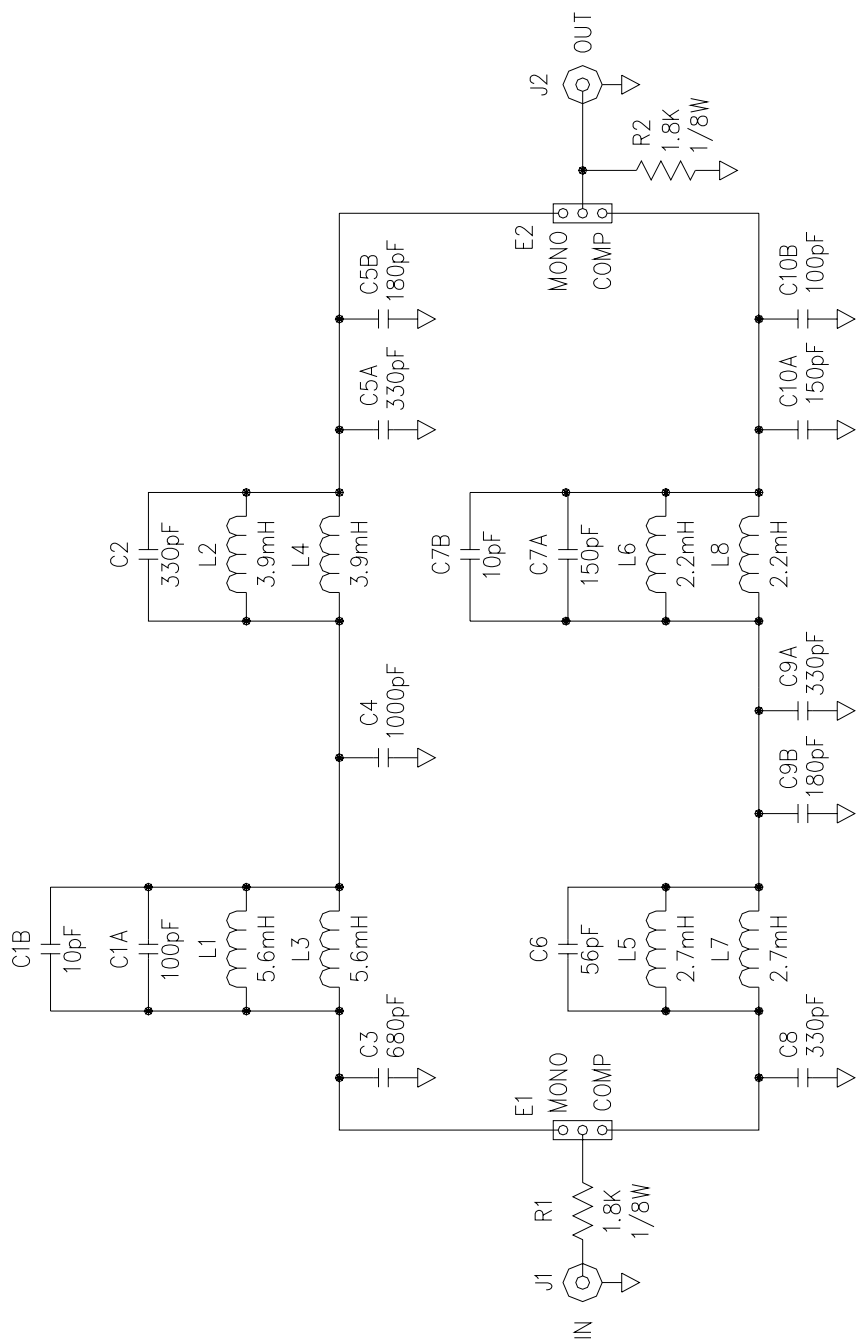 C1B
10pF
C1A
100pF
L1
5.6mH
L3
5.6mH
C3
680pF
C4
1000pF
C2
330pF
L2
3.9mH
L4
3.9mH
C5A
330pF
C5B
180pF
IN
J1
R1
1.8K
1/8W
E1
MONO
COMP
E2
MONO
COMP
R2
1.8K
1/8W
J2
OUT
C6
56pF
L5
2.7mH
L7
2.7mH
C8
330pF
C9B
180pF
C9A
330pF
C7B
10pF
C7A
150pF
L6
2.2mH
L8
2.2mH
C10A
150pF
C10B
100pF